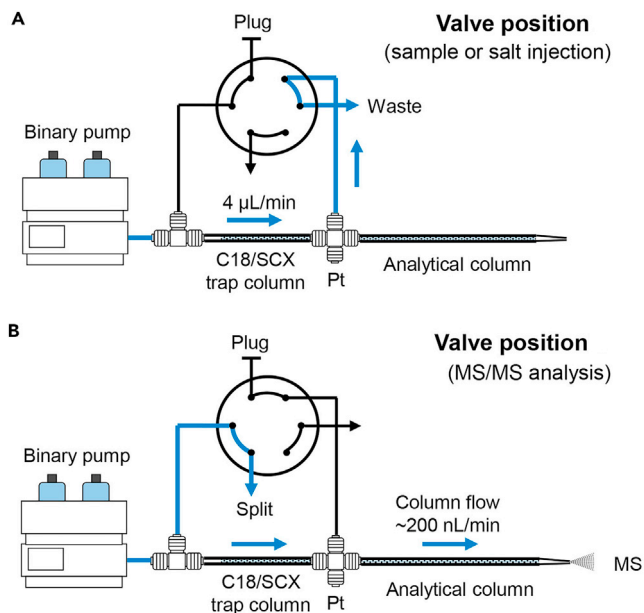 A
Valve position
(sample or salt injection)
Plug
Waste
Binary pump
4 µL/min
C18/SCX
trap column
Pt
Analytical column
B
Valve position
(MS/MS analysis)
Plug
Binary pump
Split
Column flow
~200 nL/min
MS
C18/SCX
trap column
Pt
Analytical column